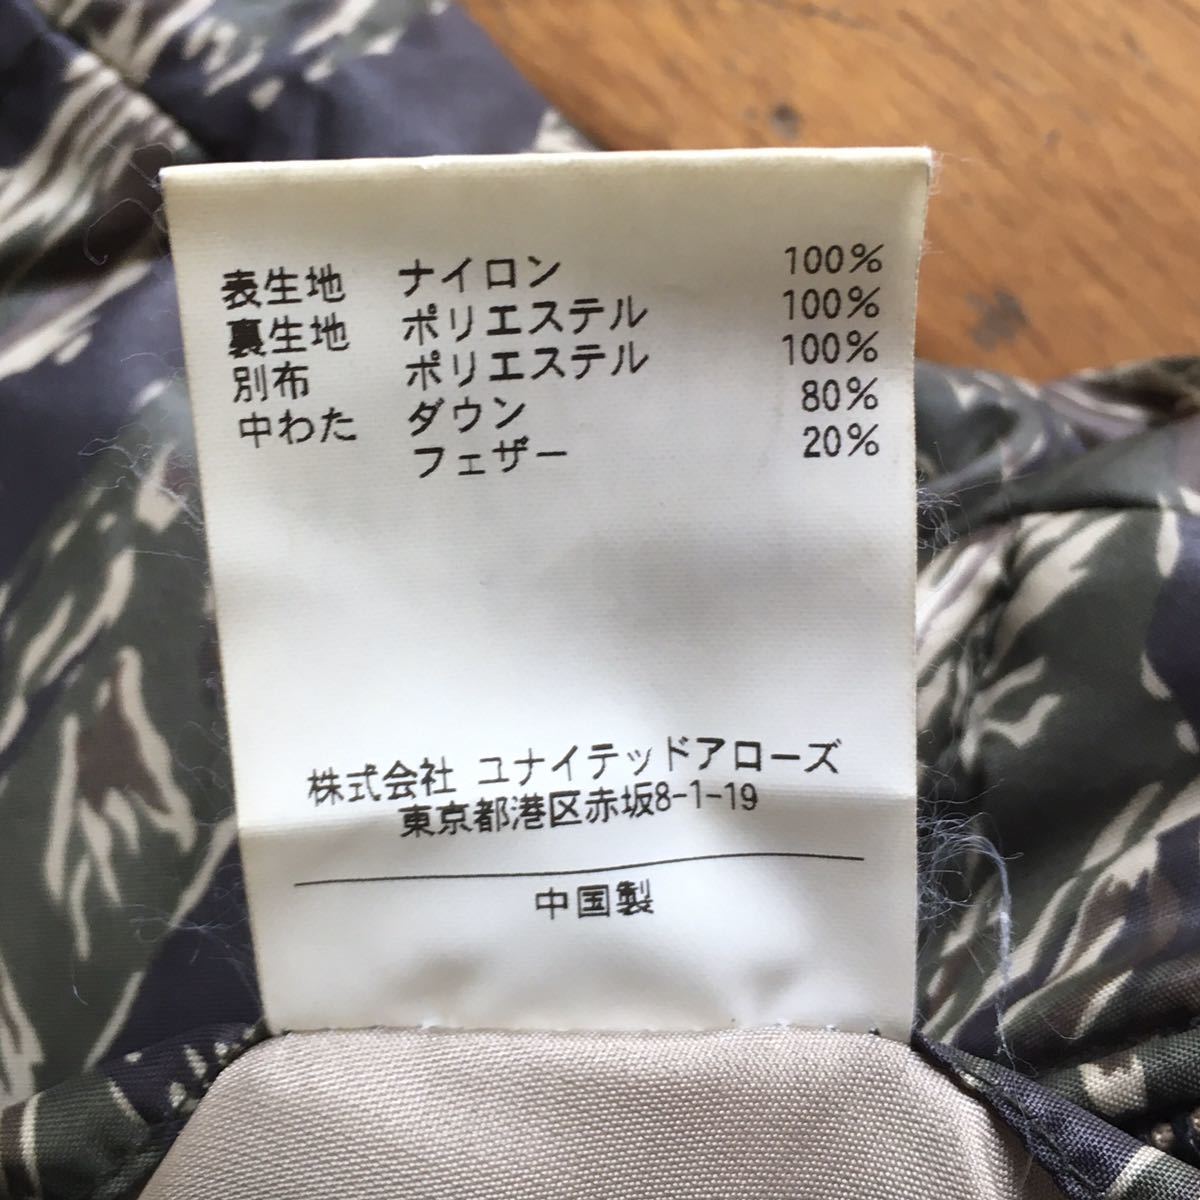 表生地 ナイロン 100%
裏生地 ポリエステル 100%
別布 ポリエステル 100%
中わた ダウン 80%
フェザー 20%
株式会社 ユナイテッドアローズ
東京都港区赤坂8-1-19
中国製